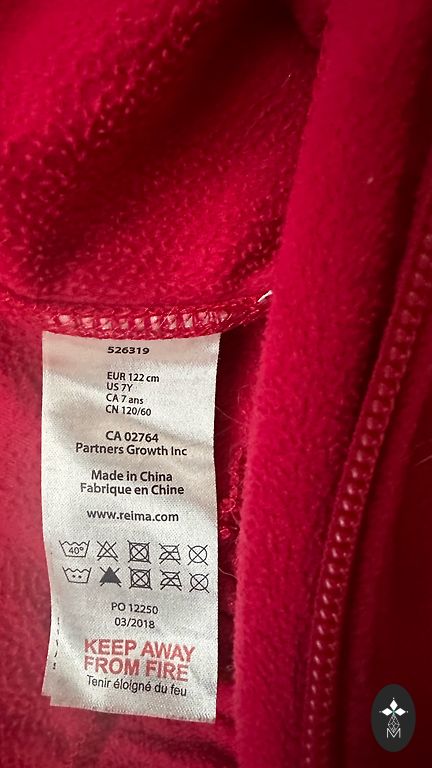 526319
EUR 122 cm
US 7Y
CA 7 ans
CN 120/60
CA 02764
Partners Growth Inc
Made in China
Fabrique en Chine
www.reima.com
40°
PO 12250
03/2018
KEEP AWAY
FROM FIRE
Tenir éloigné du feu
M